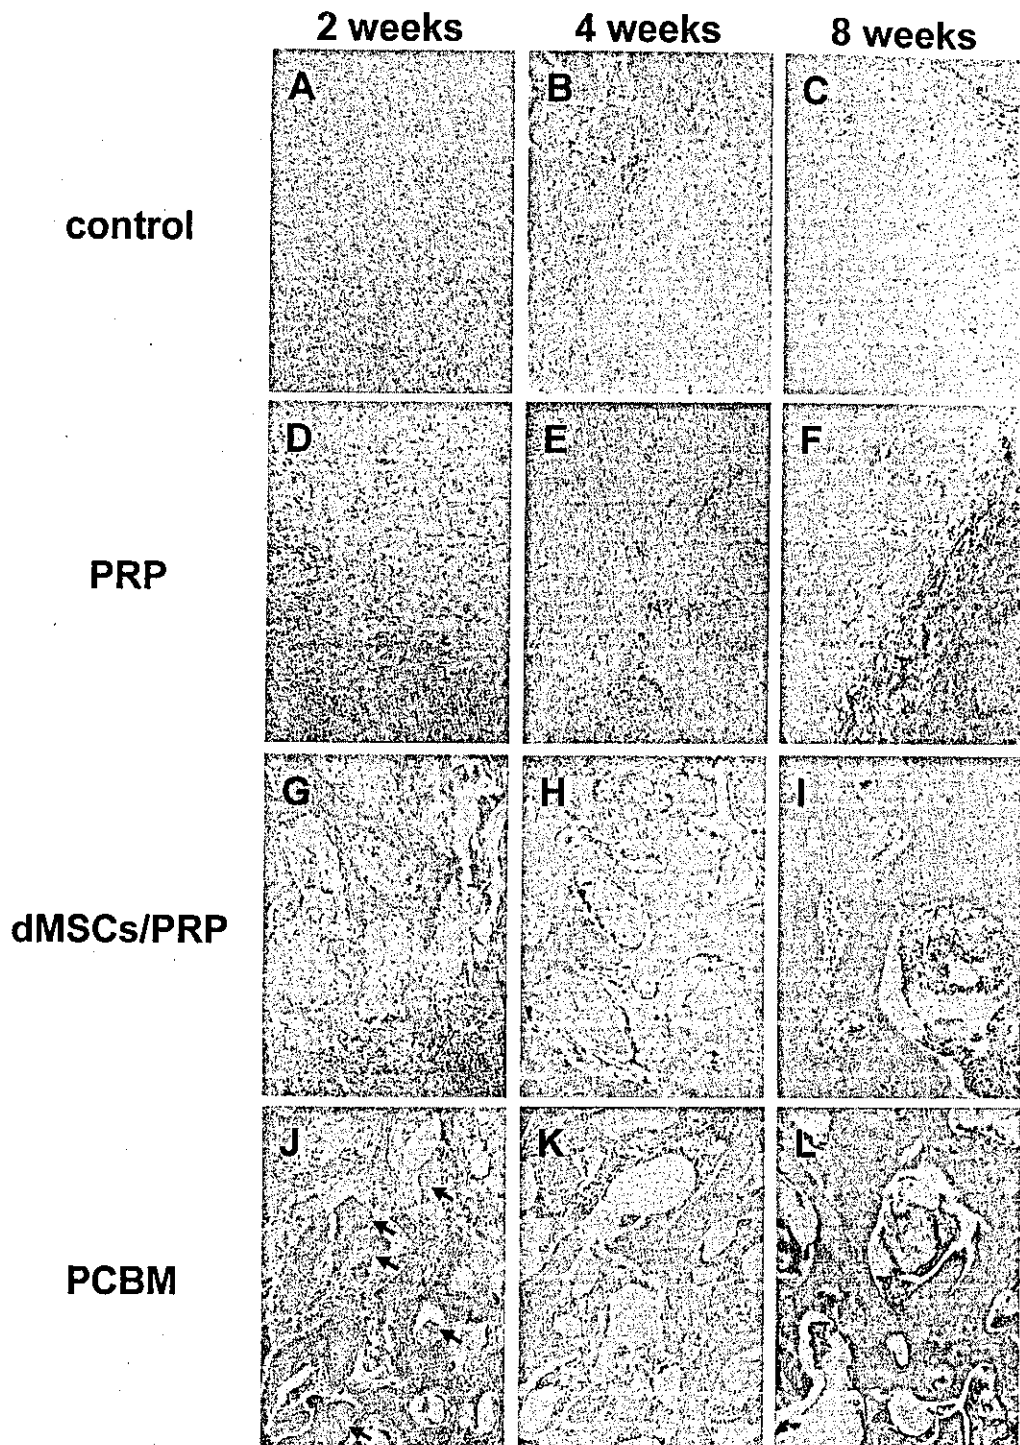 2 weeks 4 weeks 8 weeks
A B C
control
D E F
PRP
G H I
dMSCs/PRP
J K L
PCBM